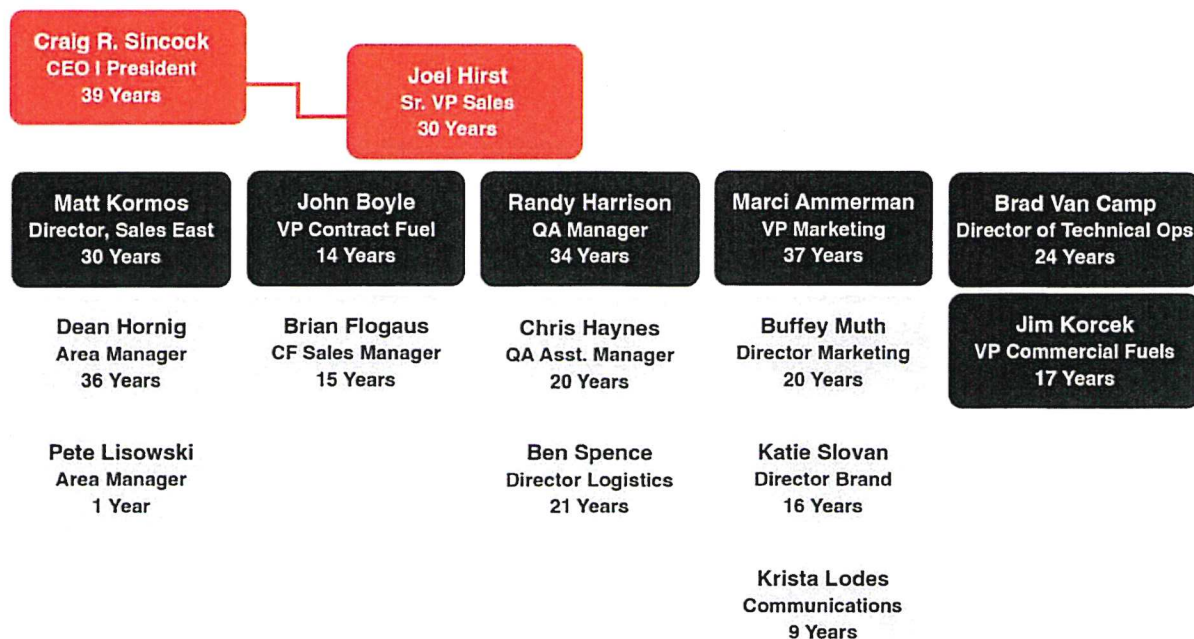 Craig R. Sincock
CEO I President
39 Years
Joel Hirst
Sr. VP Sales
30 Years
Matt Kormos
Director, Sales East
30 Years
John Boyle
VP Contract Fuel
14 Years
Randy Harrison
QA Manager
34 Years
Marci Ammerman
VP Marketing
37 Years
Brad Van Camp
Director of Technical Ops
24 Years
Jim Korcek
VP Commercial Fuels
17 Years
Dean Hornig
Area Manager
36 Years
Pete Lisowski
Area Manager
1 Year
Brian Flogaus
CF Sales Manager
15 Years
Chris Haynes
QA Asst. Manager
20 Years
Ben Spence
Director Logistics
21 Years
Buffey Muth
Director Marketing
20 Years
Katie Slovan
Director Brand
16 Years
Krista Lodes
Communications
9 Years